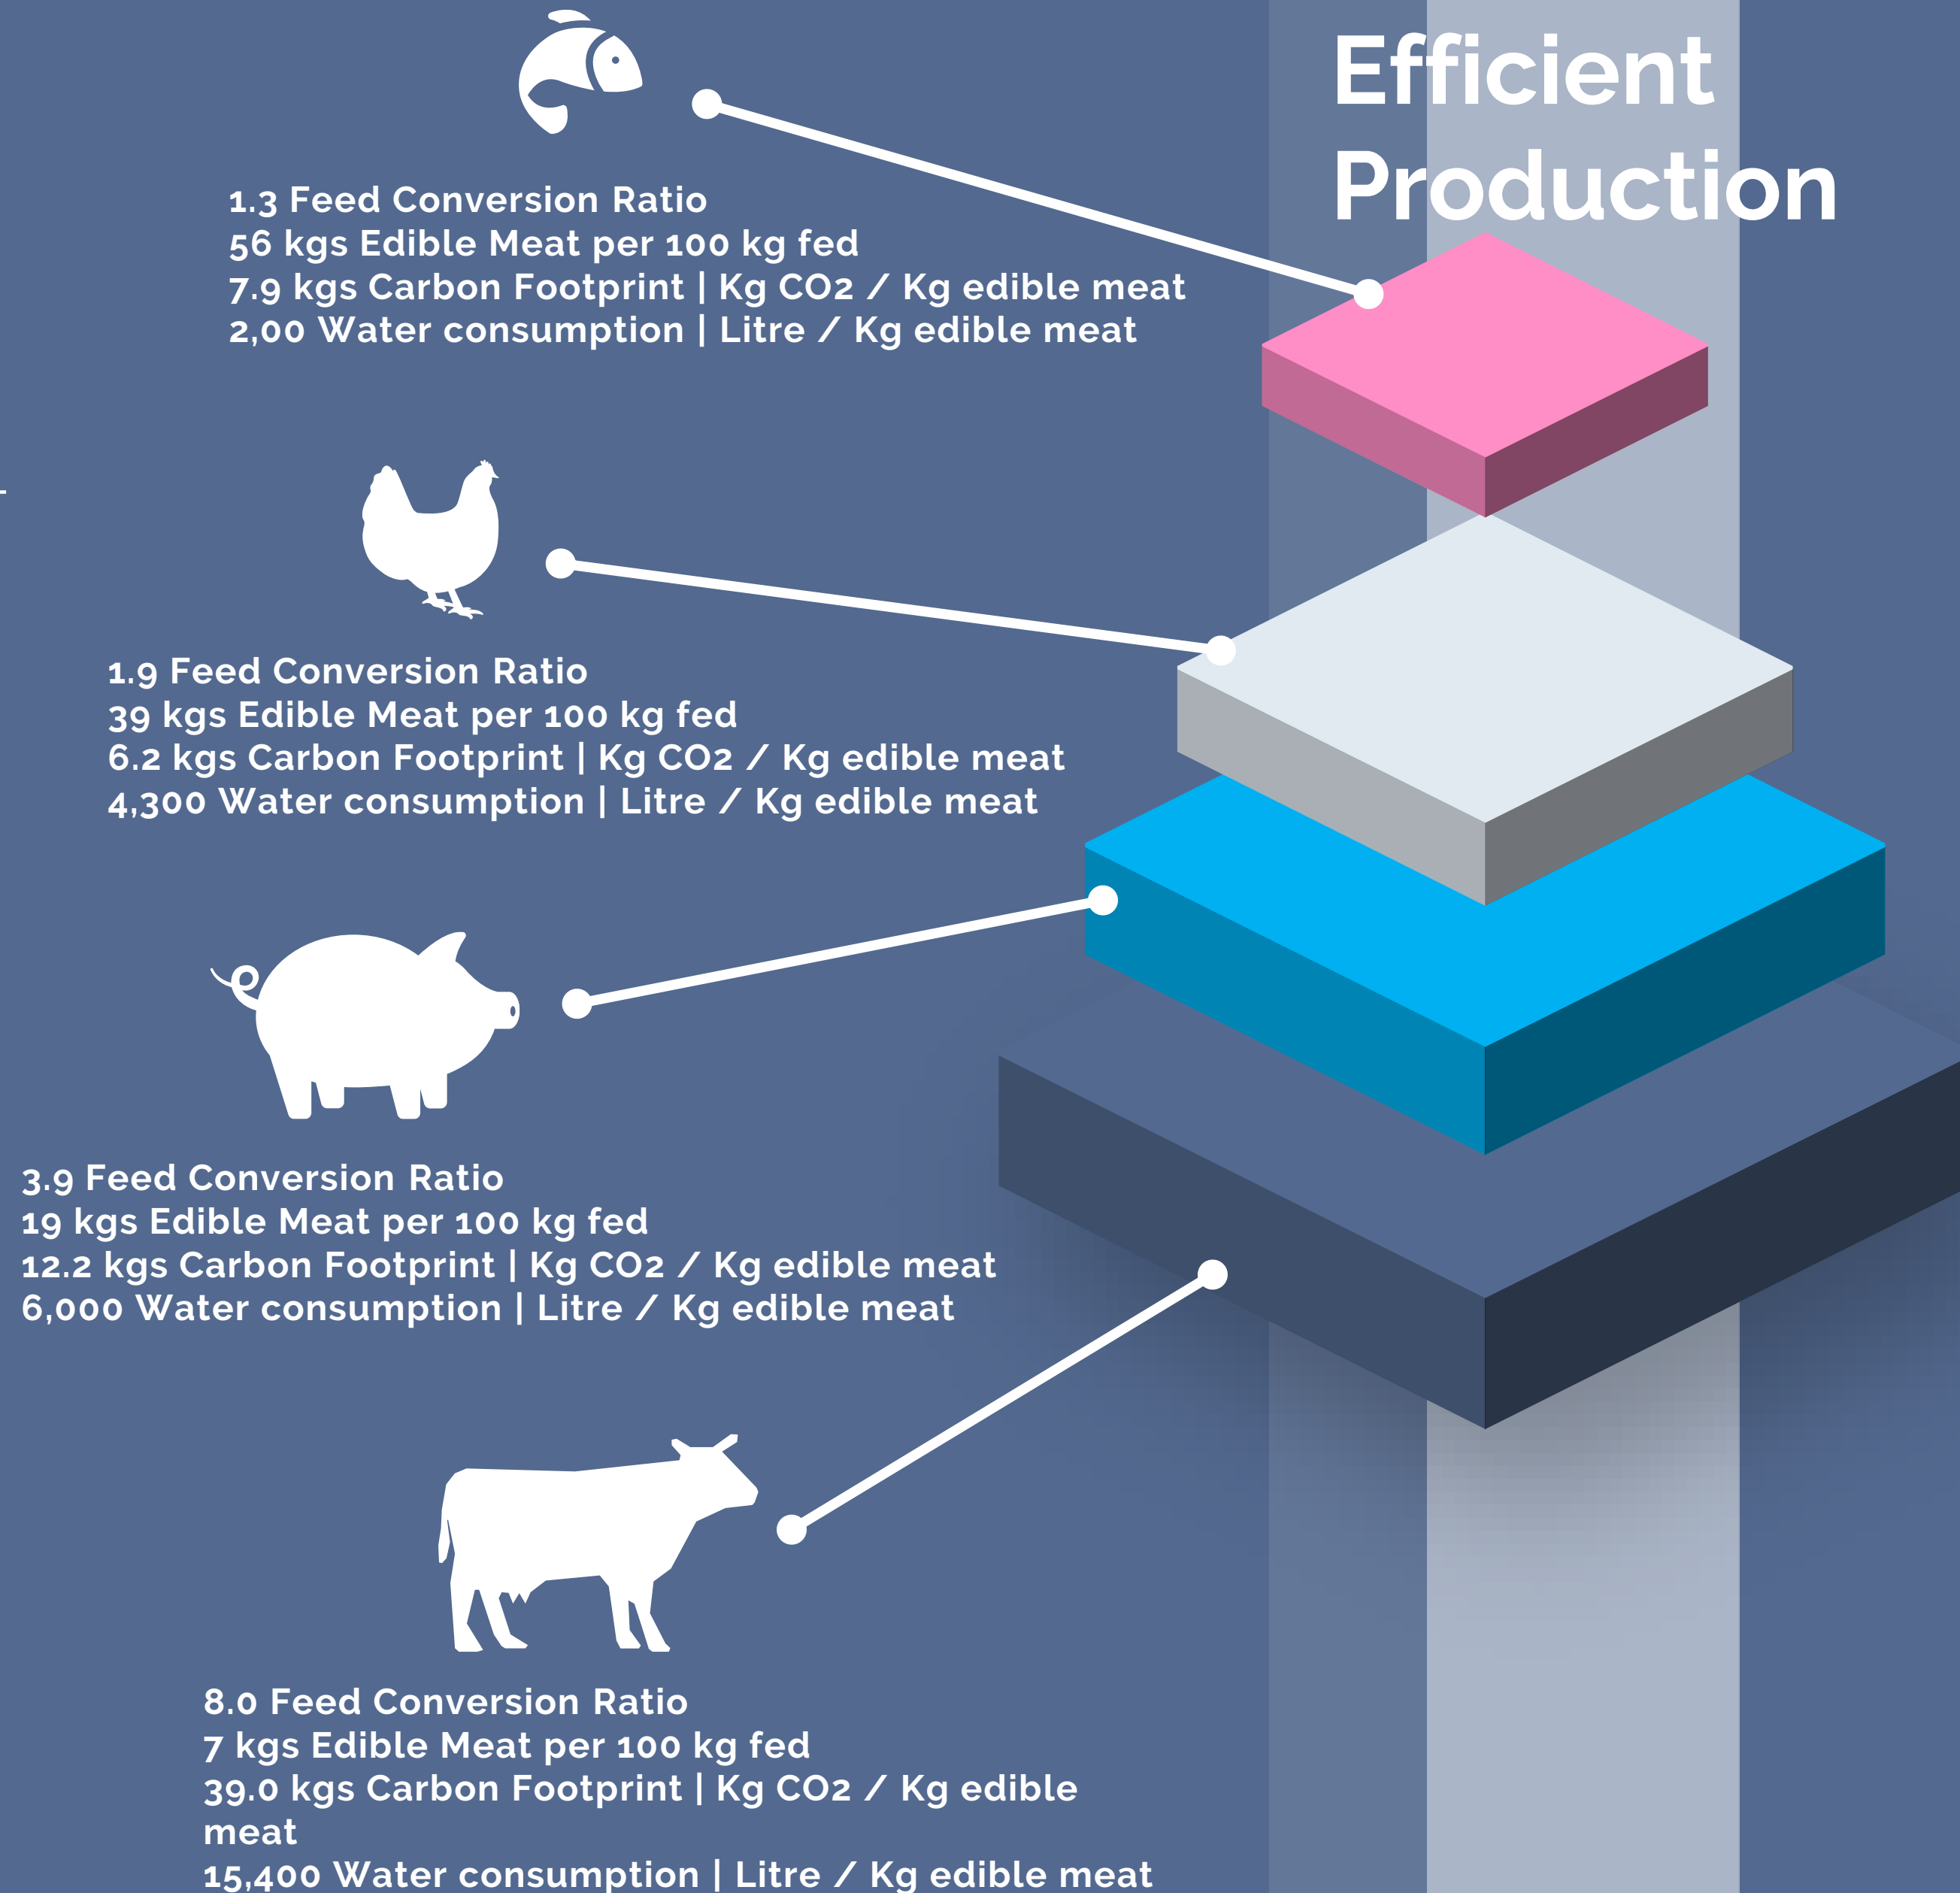 Efficient
Production
1.3 Feed Conversion Ratio
56 kgs Edible Meat per 100 kg fed
7.9 kgs Carbon Footprint | Kg CO2 / Kg edible meat
2,00 Water consumption | Litre / Kg edible meat
1.9 Feed Conversion Ratio
39 kgs Edible Meat per 100 kg fed
6.2 kgs Carbon Footprint | Kg CO2 / Kg edible meat
4,300 Water consumption | Litre / Kg edible meat
3.9 Feed Conversion Ratio
19 kgs Edible Meat per 100 kg fed
12.2 kgs Carbon Footprint | Kg CO2 / Kg edible meat
6,000 Water consumption | Litre / Kg edible meat
8.0 Feed Conversion Ratio
7 kgs Edible Meat per 100 kg fed
39.0 kgs Carbon Footprint | Kg CO2 / Kg edible
meat
15,400 Water consumption | Litre / Kg edible meat